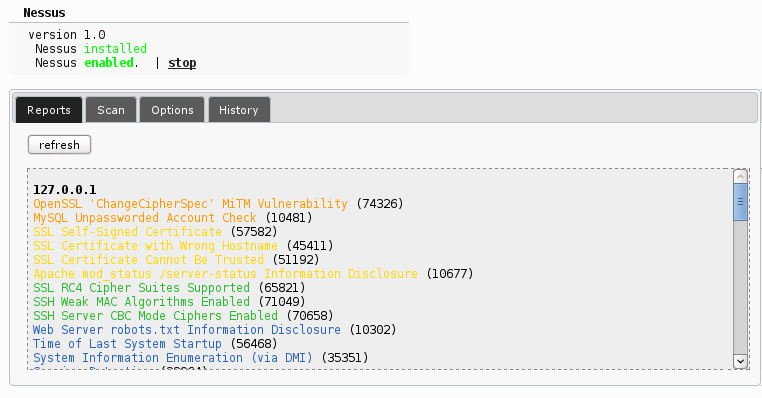 Nessus
version 1.0
Nessus installed
Nessus enabled. | stop
Reports Scan Options History
refresh
127.0.0.1
OpenSSL 'ChangeCipherSpec' MiTM Vulnerability (74326)
MySQL Unpassworded Account Check (10481)
SSL Self-Signed Certificate (57582)
SSL Certificate with Wrong Hostname (45411)
SSL Certificate Cannot Be Trusted (51192)
Apache mod_status /server-status Information Disclosure (10677)
SSL RC4 Cipher Suites Supported (65821)
SSH Weak MAC Algorithms Enabled (71049)
SSH Server CBC Mode Ciphers Enabled (70658)
Web Server robots.txt Information Disclosure (10302)
Time of Last System Startup (56468)
System Information Enumeration (via DMI) (35351)